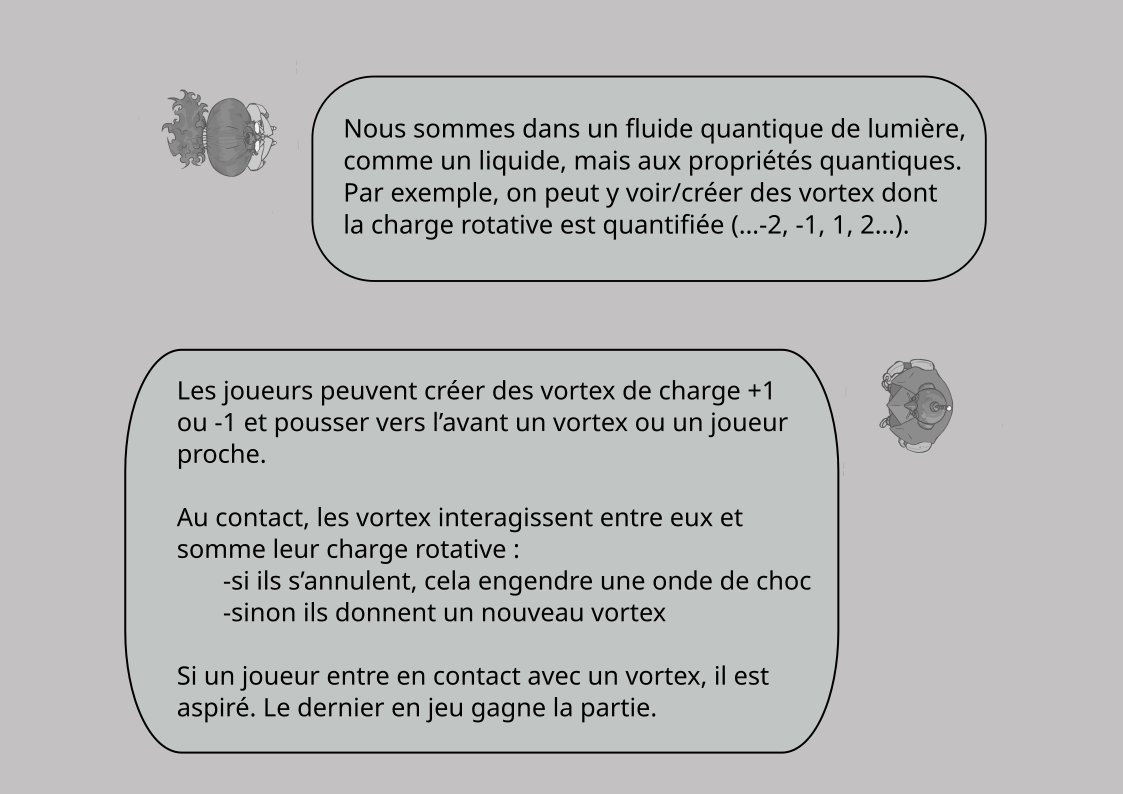 Nous sommes dans un fluide quantique de lumière,
comme un liquide, mais aux propriétés quantiques.
Par exemple, on peut y voir/créer des vortex dont
la charge rotative est quantifiée (...-2, -1, 1, 2...).
Les joueurs peuvent créer des vortex de charge +1
ou -1 et pousser vers l’avant un vortex ou un joueur
proche.
Au contact, les vortex interagissent entre eux et
somme leur charge rotative :
-si ils s’annulent, cela engendre une onde de choc
-sinon ils donnent un nouveau vortex
Si un joueur entre en contact avec un vortex, il est
aspiré. Le dernier en jeu gagne la partie.